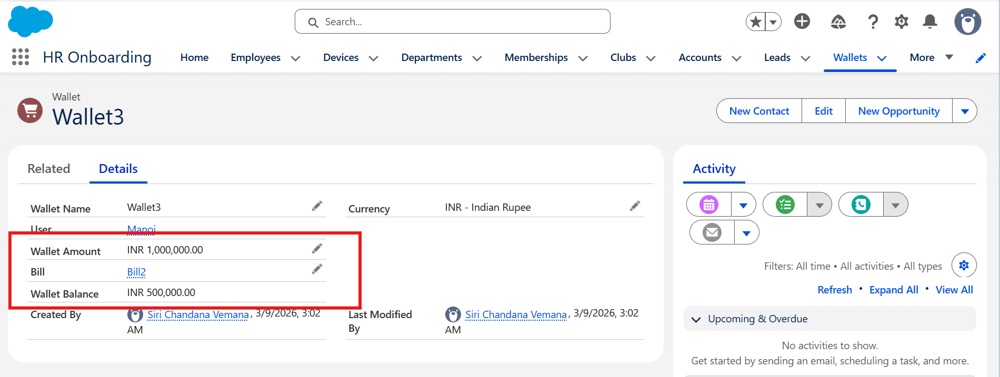 Search...
HR Onboarding
Home
Employees
Devices
Departments
Memberships
Clubs
Accounts
Leads
Wallets
More
Wallet
Wallet3
New Contact
Edit
New Opportunity
Related
Details
Wallet Name
Wallet3
Currency
INR - Indian Rupee
User
Manoj
Wallet Amount
INR 1,000,000.00
Bill
Bill2
Wallet Balance
INR 500,000.00
Created By
Siri Chandana Vemana, 3/9/2026, 3:02
AM
Last Modified
By
Siri Chandana Vemana, 3/9/2026, 3:02
AM
Activity
Filters: All time • All activities • All types
Refresh • Expand All • View All
Upcoming & Overdue
No activities to show.
Get started by sending an email, scheduling a task, and more.